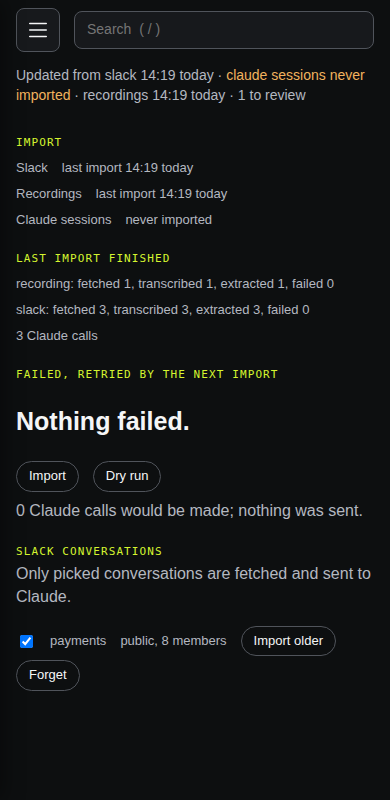 Search ( / )
Updated from slack 14:19 today · claude sessions never
imported · recordings 14:19 today · 1 to review
IMPORT
Slack last import 14:19 today
Recordings last import 14:19 today
Claude sessions never imported
LAST IMPORT FINISHED
recording: fetched 1, transcribed 1, extracted 1, failed 0
slack: fetched 3, transcribed 3, extracted 3, failed 0
3 Claude calls
FAILED, RETRIED BY THE NEXT IMPORT
Nothing failed.
Import Dry run
0 Claude calls would be made; nothing was sent.
SLACK CONVERSATIONS
Only picked conversations are fetched and sent to
Claude.
payments public, 8 members Import older
Forget